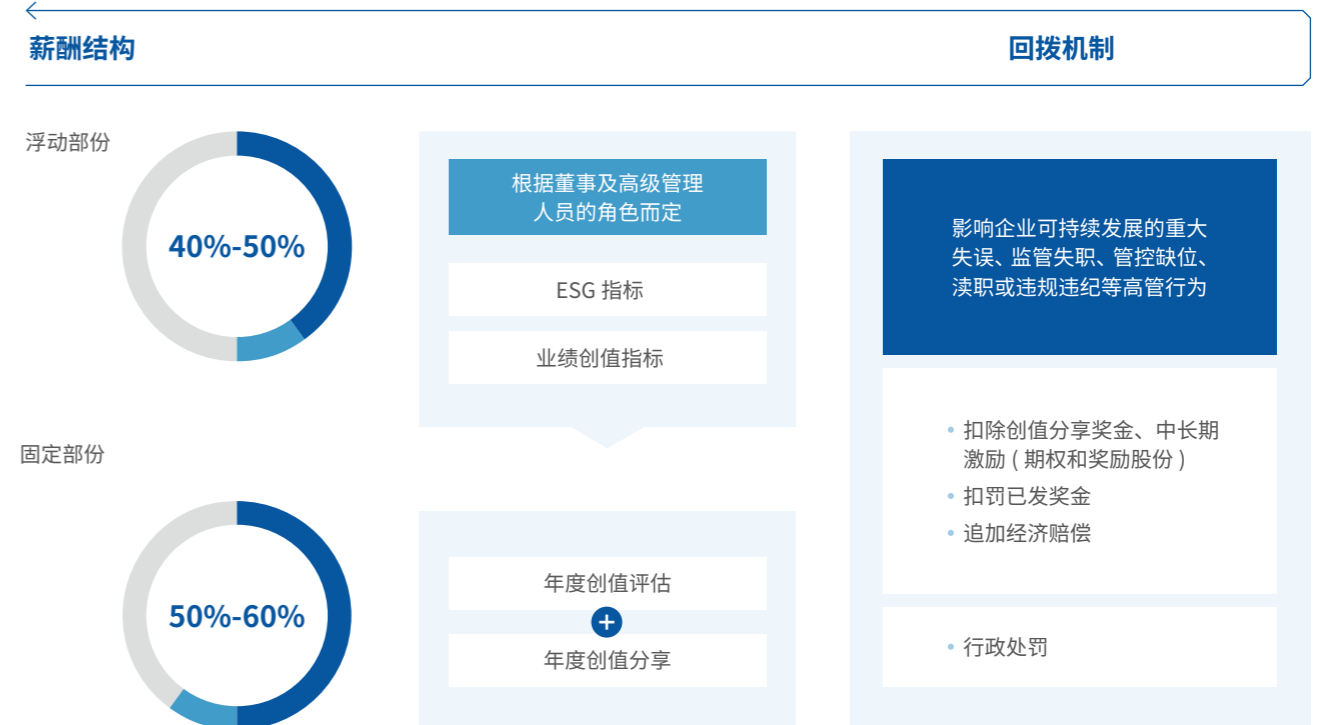 薪酬结构
回拨机制
浮动部份
40%-50%
固定部份
50%-60%
根据董事及高级管理
人员的角色而定
ESG 指标
业绩创值指标
年度创值评估
+
年度创值分享
影响企业可持续发展的重大
失误、监管失职、管控缺位、
渎职或违规违纪等高管行为
• 扣除创值分享奖金、中长期
激励 ( 期权和奖励股份 )
• 扣罚已发奖金
• 追加经济赔偿
• 行政处罚